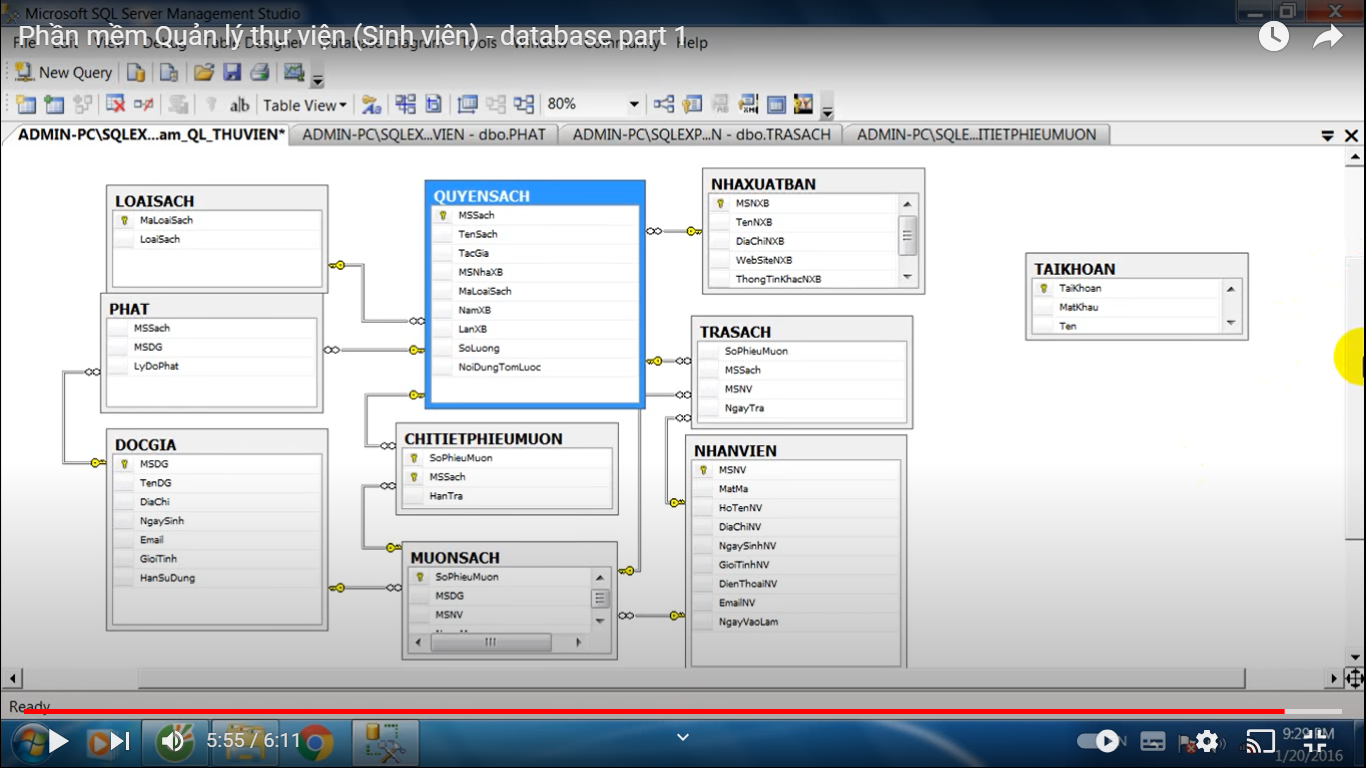 Microsoft SQL Server Management Studio
Phần mềm Quản lý thư viện (Sinh viên) - database part 1
File Edit View Debug Table Designer Database Diagram Tools Window Community Help
New Query
Table View 80%
ADMIN-PC\SQLEX...am_QL_THUVIEN* ADMIN-PC\SQLEX...VIEN - dbo.PHAT ADMIN-PC\SQLEXP...N - dbo.TRASACH ADMIN-PC\SQLE...ITIETPHIEUMUON
LOAISACH
MaLoaiSach
LoaiSach
PHAT
MSSach
MSDG
LyDoPhat
DOCGIA
MSDG
TenDG
DiaChi
NgaySinh
Email
GioiTinh
HanSuDung
QUYENSACH
MSSach
TenSach
TacGia
MSNhaXB
MaLoaiSach
NamXB
LanXB
SoLuong
NoiDungTomLuoc
CHITIETPHIEUMUON
SoPhieuMuon
MSSach
HanTra
MUONSACH
SoPhieuMuon
MSDG
MSNV
NHAXUATBAN
MSNXB
TenNXB
DiaChiNXB
WebSiteNXB
ThongTinKhacNXB
TRASACH
SoPhieuMuon
MSSach
MSNV
NgayTra
NHANVIEN
MSNV
MatMa
HoTenNV
DiaChiNV
NgaySinhNV
GioiTinhNV
DienThoaiNV
EmailNV
NgayVaoLam
TAIKHOAN
TaiKhoan
MatKhau
Ten
Ready
5:55 / 6:11
9:29 PM
1/20/2016